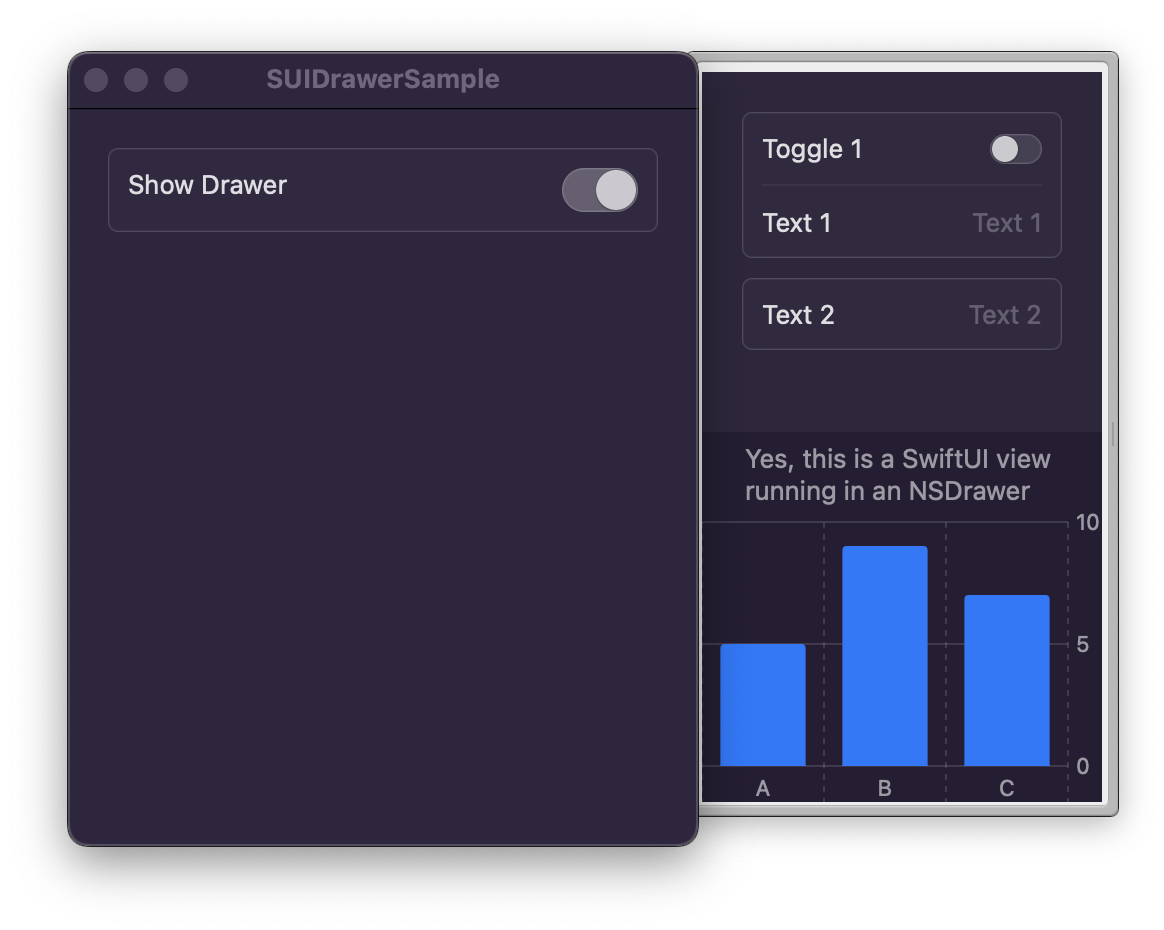 SUIDrawerSample
Show Drawer
Toggle 1
Text 1 Text 1
Text 2 Text 2
Yes, this is a SwiftUI view
running in an NSDrawer
10
5
0
A B C